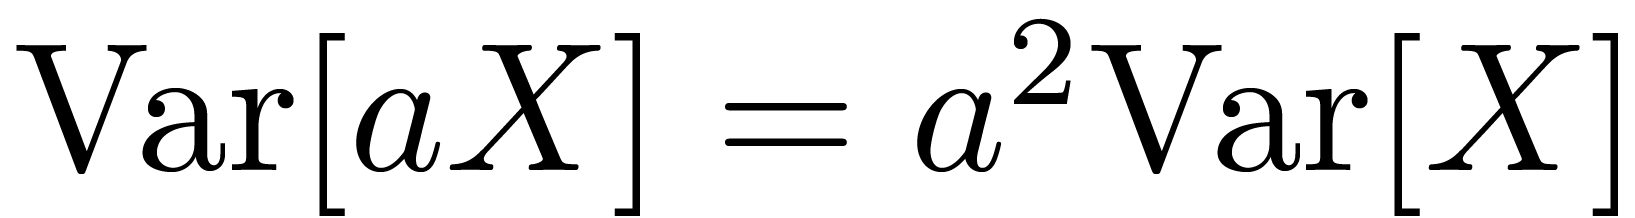 Var[aX] = a²Var[X]